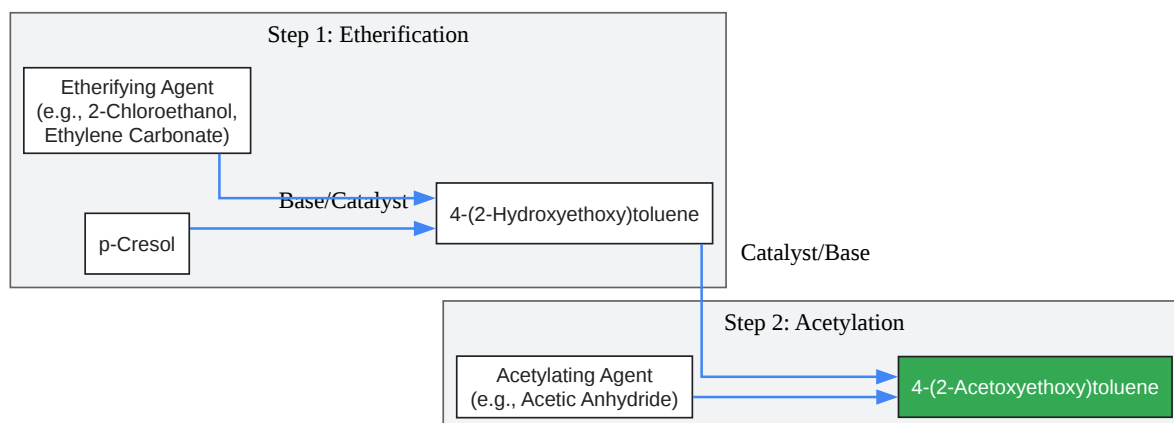 Step 1: Etherification
Etherifying Agent
(e.g., 2-Chloroethanol,
Ethylene Carbonate)
Base/Catalyst
4-(2-Hydroxyethoxy)toluene
p-Cresol
Catalyst/Base
Step 2: Acetylation
Acetylating Agent
(e.g., Acetic Anhydride)
4-(2-Acetoxyethoxy)toluene